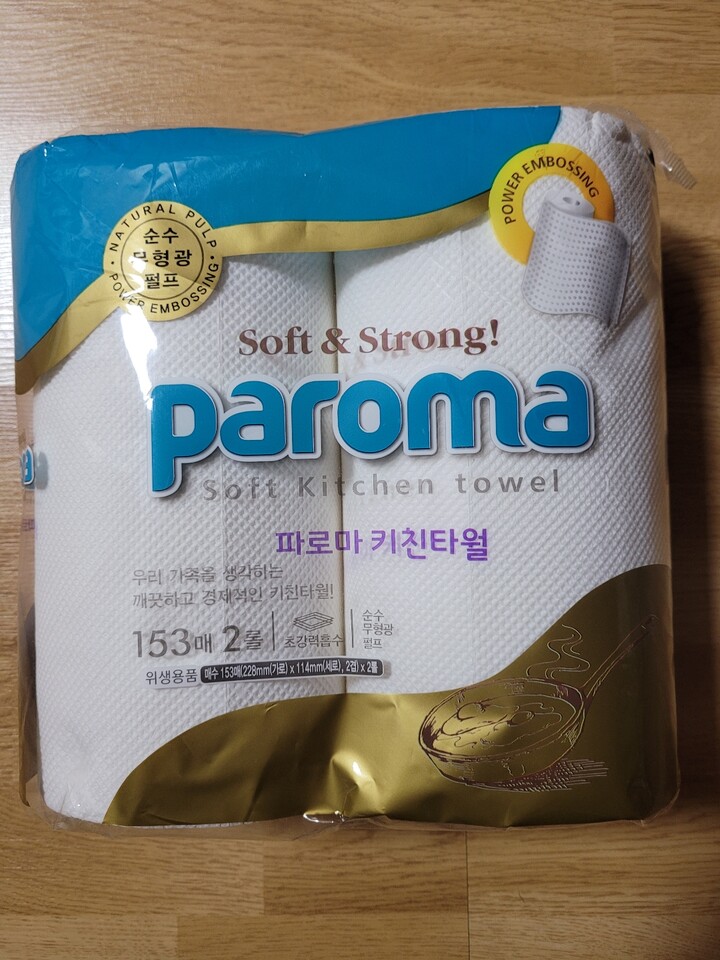 NATURAL PULP
순수
무형광
펄프
POWER EMBOSSING
POWER EMBOSSING
Soft & Strong!
paroma
Soft Kitchen towel
파로마 키친타월
우리 가족을 생각하는
깨끗하고 경제적인 키친타월!
153매 2롤
초강력흡수
순수
무형광
펄프
위생용품 매수 153매(228mm(가로) x 114mm(세로), 2겹) x 2롤